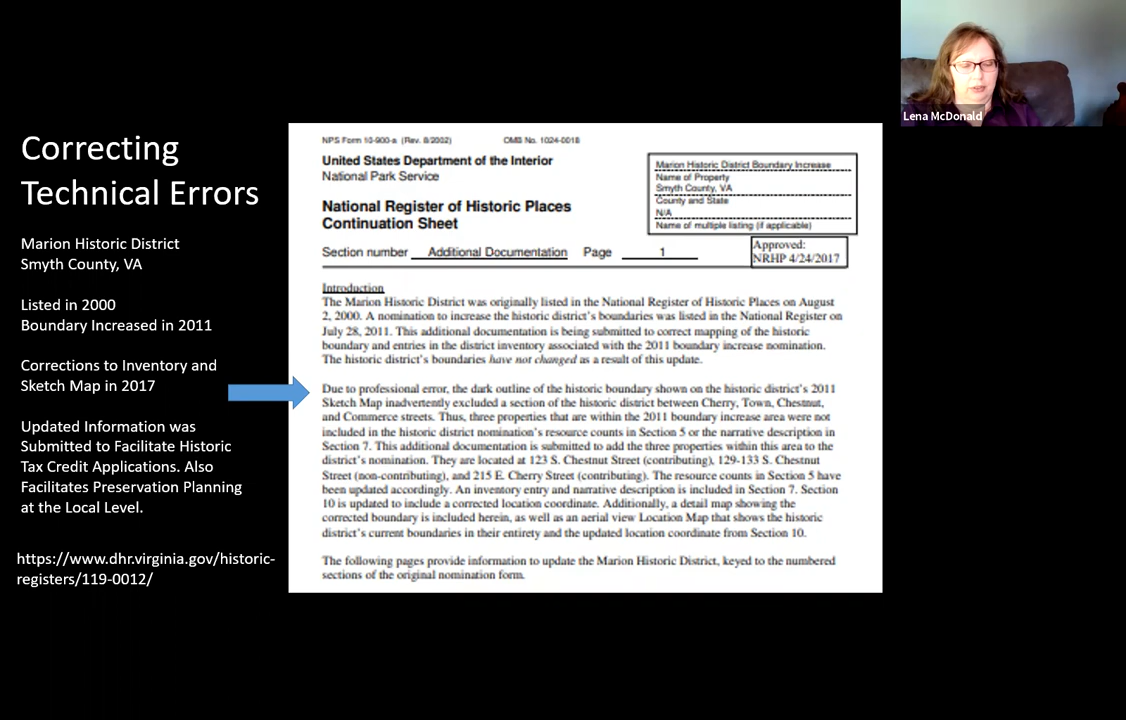 Lena McDonald
Correcting
Technical Errors
Marion Historic District
Smyth County, VA
Listed in 2000
Boundary Increased in 2011
Corrections to Inventory and
Sketch Map in 2017
Updated Information was
Submitted to Facilitate Historic
Tax Credit Applications. Also
Facilitates Preservation Planning
at the Local Level.
https://www.dhr.virginia.gov/historic-
registers/119-0012/
NPS Form 10-900-a (Rev. 8/2002) OMB No. 1024-0018
United States Department of the Interior
National Park Service
National Register of Historic Places
Continuation Sheet
Marion Historic District Boundary Increase
Name of Property
Smyth County, VA
County and State
N/A
Name of multiple listing (if applicable)
Section number Additional Documentation Page 1
Approved:
NRHP 4/24/2017
Introduction
The Marion Historic District was originally listed in the National Register of Historic Places on August
2, 2000. A nomination to increase the historic district's boundaries was listed in the National Register on
July 28, 2011. This additional documentation is being submitted to correct mapping of the historic
boundary and entries in the district inventory associated with the 2011 boundary increase nomination.
The historic district's boundaries have not changed as a result of this update.
Due to professional error, the dark outline of the historic boundary shown on the historic district's 2011
Sketch Map inadvertently excluded a section of the historic district between Cherry, Town, Chestnut,
and Commerce streets. Thus, three properties that are within the 2011 boundary increase area were not
included in the historic district nomination's resource counts in Section 5 or the narrative description in
Section 7. This additional documentation is submitted to add the three properties within this area to the
district's nomination. They are located at 123 S. Chestnut Street (contributing), 129-133 S. Chestnut
Street (non-contributing), and 215 E. Cherry Street (contributing). The resource counts in Section 5 have
been updated accordingly. An inventory entry and narrative description is included in Section 7. Section
10 is updated to include a corrected location coordinate. Additionally, a detail map showing the
corrected boundary is included herein, as well as an aerial view Location Map that shows the historic
district's current boundaries in their entirety and the updated location coordinate from Section 10.
The following pages provide information to update the Marion Historic District, keyed to the numbered
sections of the original nomination form.